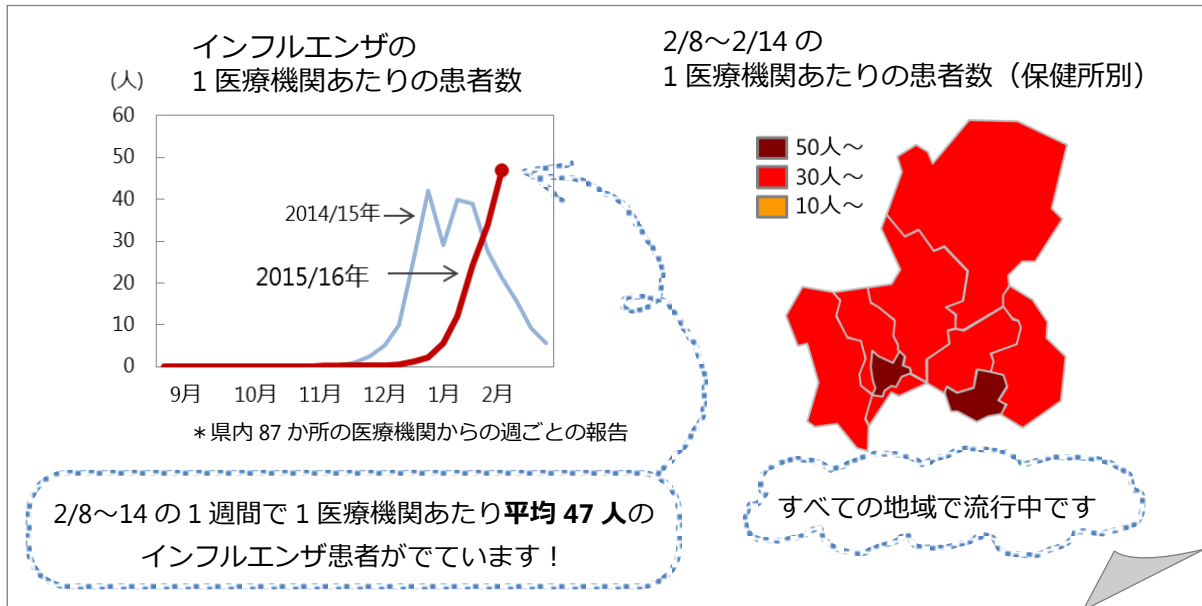 インフルエンザの
1 医療機関あたりの患者数
(人)
60
50
40
30
20
10
0
2014/15年
2015/16年
9月 10月 11月 12月 1月 2月
＊県内 87 か所の医療機関からの週ごとの報告
2/8～14 の 1 週間で 1 医療機関あたり平均 47 人の
インフルエンザ患者がでています！
2/8～2/14 の
1 医療機関あたりの患者数（保健所別）
50人～
30人～
10人～
すべての地域で流行中です